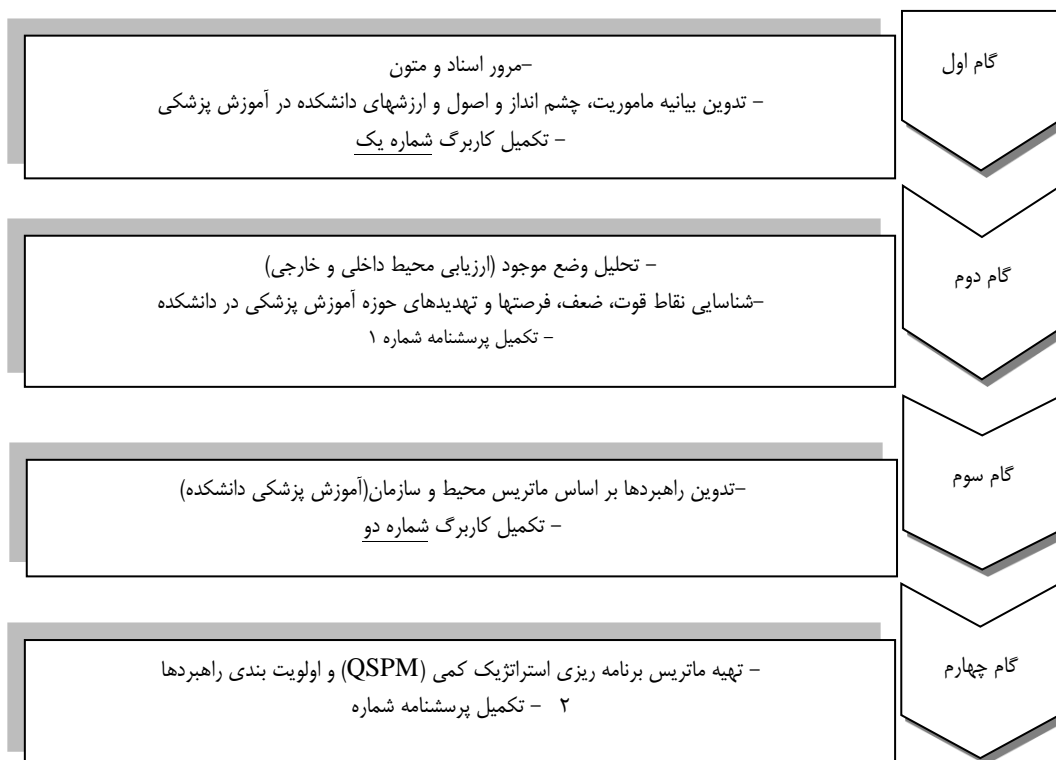 گام اول
-مرور اسناد و متون
- تدوین بیانیه ماموریت، چشم انداز و اصول و ارزشهای دانشکده در آموزش پزشکی
- تکمیل کاربرگ شماره یک
گام دوم
- تحلیل وضع موجود (ارزیابی محیط داخلی و خارجی)
-شناسایی نقاط قوت، ضعف، فرصتها و تهدیدهای حوزه آموزش پزشکی در دانشکده
- تکمیل پرسشنامه شماره ۱
گام سوم
-تدوین راهبردها بر اساس ماتریس محیط و سازمان(آموزش پزشکی دانشکده)
- تکمیل کاربرگ شماره دو
گام چهارم
- تهیه ماتریس برنامه ریزی استراتژیک کمی (QSPM) و اولویت بندی راهبردها
۲ - تکمیل پرسشنامه شماره